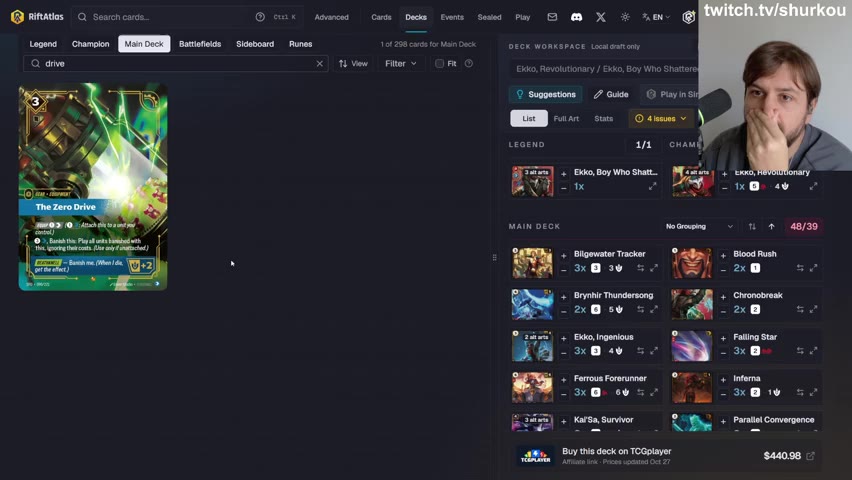 RiftAtlas
Search cards...
Ctrl K
Advanced
Cards
Decks
Events
Sealed
Play
EN
twitch.tv/shurkou
Legend
Champion
Main Deck
Battlefields
Sideboard
Runes
1 of 298 cards for Main Deck
drive
View
Filter
Fit
3
GEAR • EQUIPMENT
The Zero Drive
Attach this to a unit you
control.)
Banish this: Play all units banished with
this, ignoring their costs. (Use only if unattached.)
DEATHKNELL — Banish me. (When I die,
get the effect.)
+2
DECK WORKSPACE
Local draft only
Ekko, Revolutionary / Ekko, Boy Who Shattered
Suggestions
Guide
Play in Sim
List
Full Art
Stats
4 issues
LEGEND
1/1
CHAM
3 alt arts
Ekko, Boy Who Shatt...
1x
4 alt arts
Ekko, Revolutionary
1x 6 4
MAIN DECK
No Grouping
48/39
Bilgewater Tracker
3x 3 3
Blood Rush
2x 1
Brynhir Thundersong
2x 6 5
Chronobreak
2x 2
2 alt arts
Ekko, Ingenious
3x 3 4
Falling Star
3x 2
Ferrous Forerunner
3x 6 6
Inferna
3x 2 1
3 alt arts
Kai'Sa, Survivor
Parallel Convergence
TCGPLAYER
Buy this deck on TCGplayer
Affiliate link · Prices updated Oct 27
$440.98